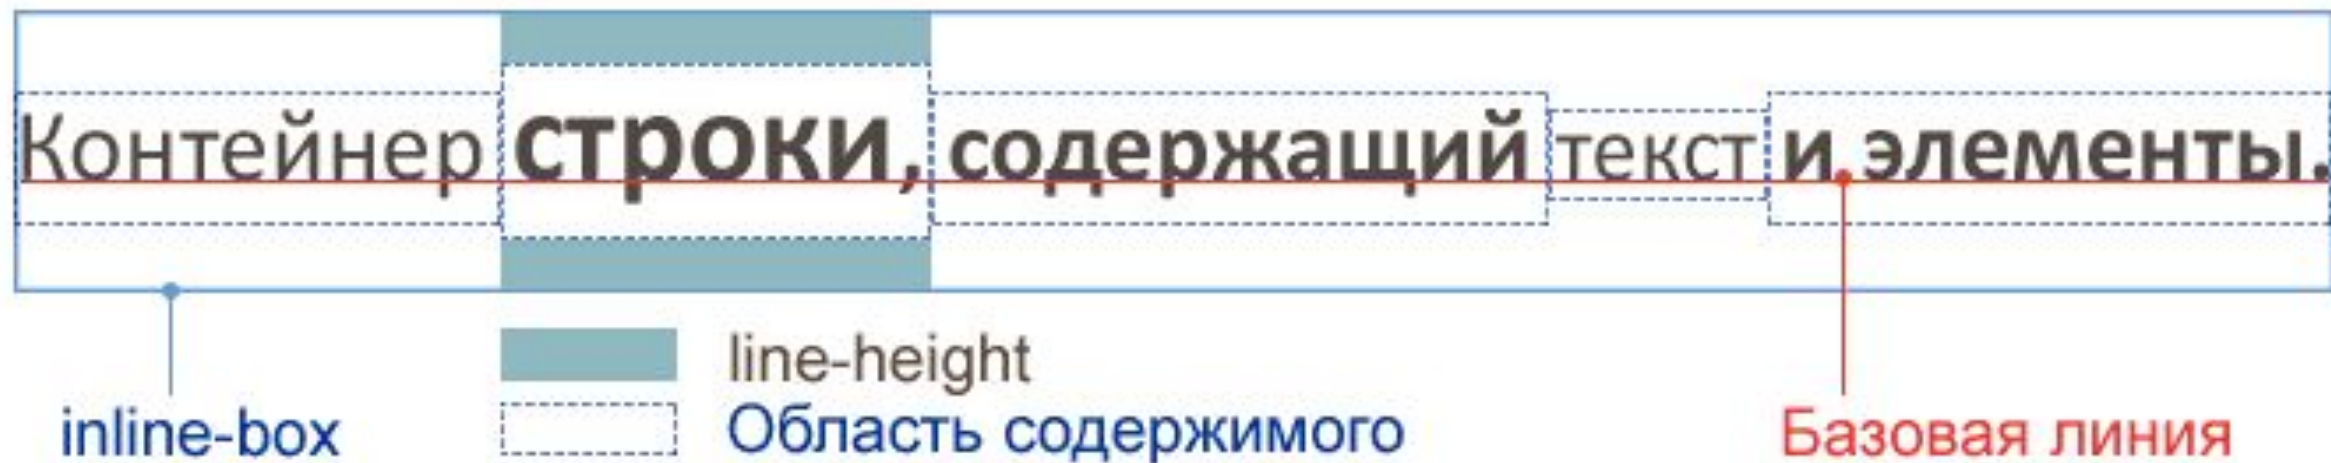 Контейнер строки, содержащий текст и элементы.
line-height
inline-box Область содержимого Базовая линия